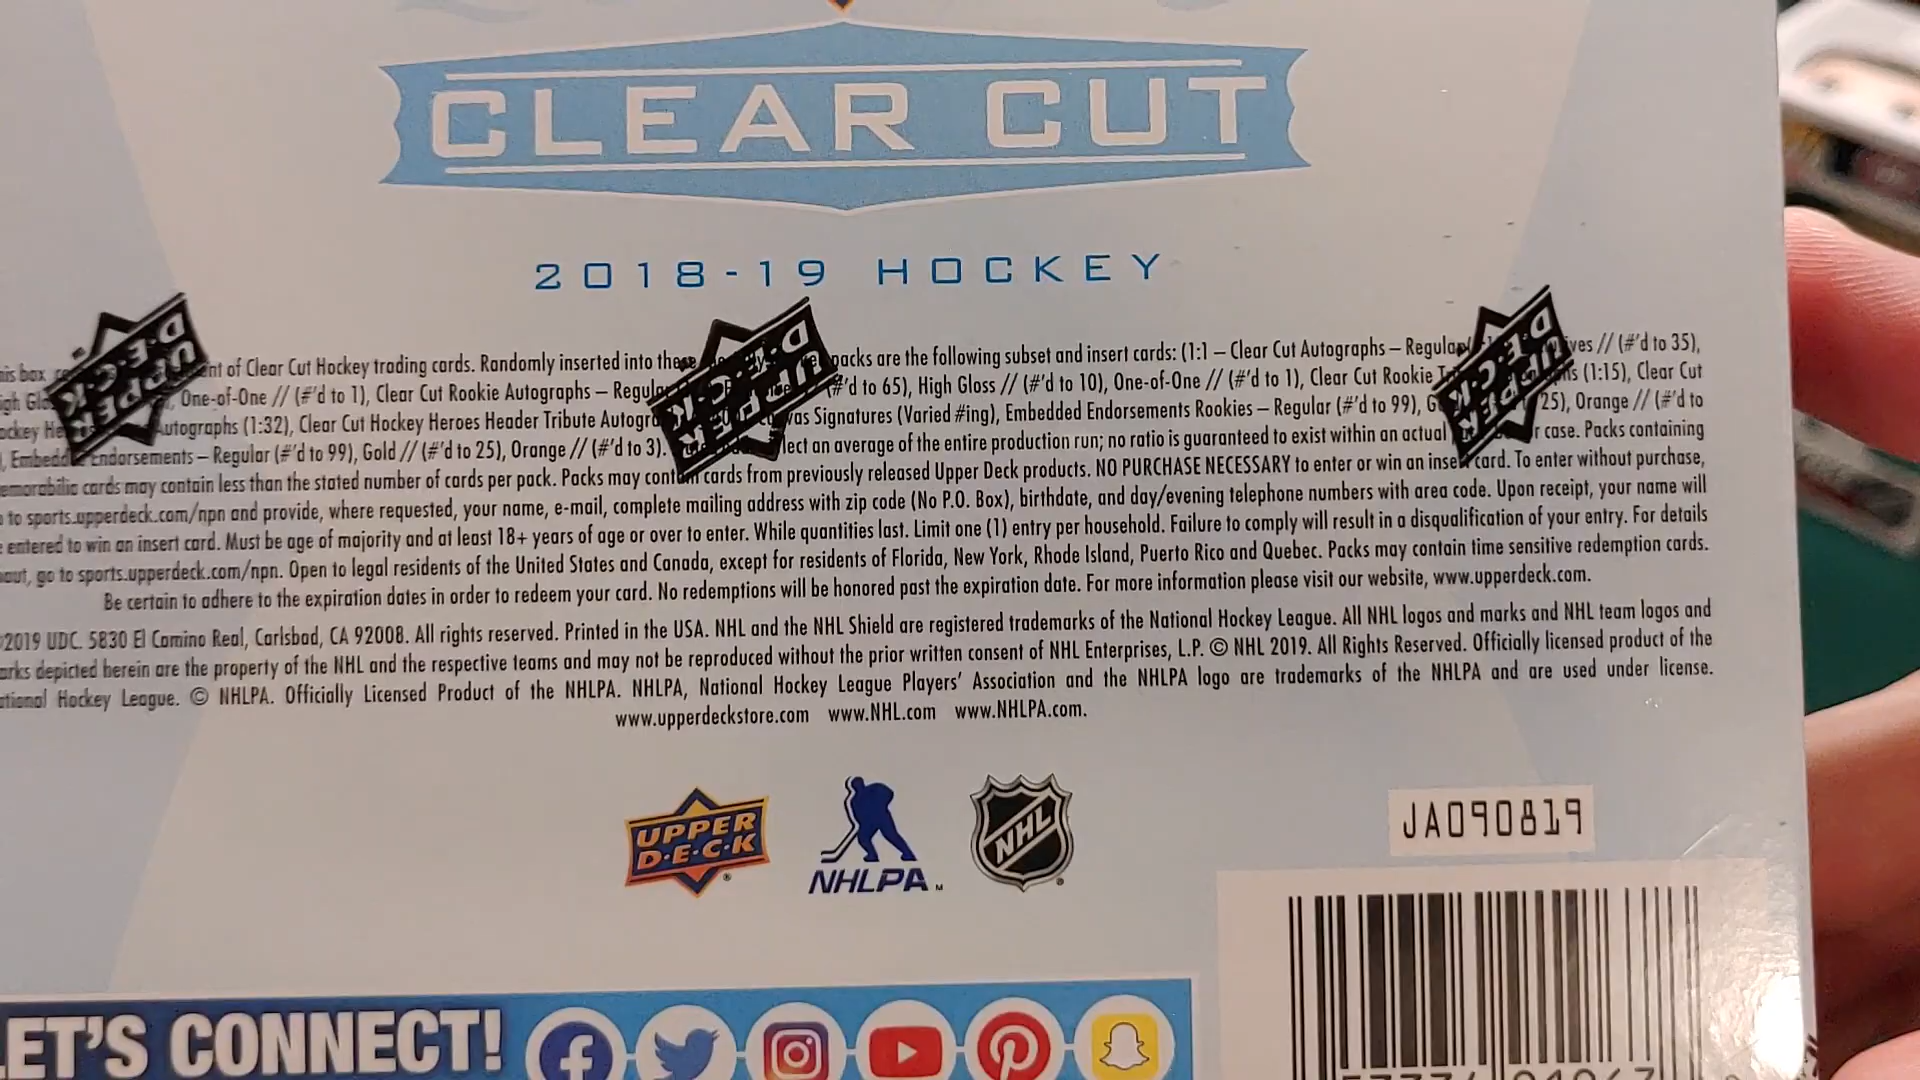 CLEAR CUT
2018-19 HOCKEY
of Clear Cut Hockey trading cards. Randomly inserted into these packs are the following subset and insert cards: (1:1 – Clear Cut Autographs – Regular // (#'d to 35),
One-of-One // (#'d to 1), Clear Cut Rookie Autographs – Regular (#'d to 65), High Gloss // (#'d to 10), One-of-One // (#'d to 1), Clear Cut Rookie (1:15), Clear Cut
Autographs (1:32), Clear Cut Hockey Heroes Header Tribute Signatures (Varied #ing), Embedded Endorsements Rookies – Regular (#'d to 99), 25), Orange // (#'d to
Endorsements – Regular (#'d to 99), Gold // (#'d to 25), Orange // (#'d to 3). an average of the entire production run; no ratio is guaranteed to exist within an actual case. Packs containing
memorabilia cards may contain less than the stated number of cards per pack. Packs may contain cards from previously released Upper Deck products. NO PURCHASE NECESSARY to enter or win an insert card. To enter without purchase,
to sports.upperdeck.com/npn and provide, where requested, your name, e-mail, complete mailing address with zip code (No P.O. Box), birthdate, and day/evening telephone numbers with area code. Upon receipt, your name will
entered to win an insert card. Must be age of majority and at least 18+ years of age or over to enter. While quantities last. Limit one (1) entry per household. Failure to comply will result in a disqualification of your entry. For details
go to sports.upperdeck.com/npn. Open to legal residents of the United States and Canada, except for residents of Florida, New York, Rhode Island, Puerto Rico and Quebec. Packs may contain time sensitive redemption cards.
Be certain to adhere to the expiration dates in order to redeem your card. No redemptions will be honored past the expiration date. For more information please visit our website, www.upperdeck.com.
2019 UDC. 5830 El Camino Real, Carlsbad, CA 92008. All rights reserved. Printed in the USA. NHL and the NHL Shield are registered trademarks of the National Hockey League. All NHL logos and marks and NHL team logos and
marks depicted herein are the property of the NHL and the respective teams and may not be reproduced without the prior written consent of NHL Enterprises, L.P. © NHL 2019. All Rights Reserved. Officially licensed product of the
National Hockey League. © NHLPA. Officially Licensed Product of the NHLPA. NHLPA, National Hockey League Players' Association and the NHLPA logo are trademarks of the NHLPA and are used under license.
www.upperdeckstore.com www.NHL.com www.NHLPA.com.
UPPER
D·E·C·K
NHLPA
NHL
JA090819
LET'S CONNECT!